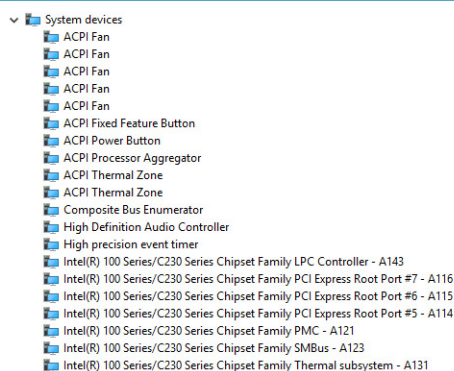 System devices
ACPI Fan
ACPI Fan
ACPI Fan
ACPI Fan
ACPI Fan
ACPI Fixed Feature Button
ACPI Power Button
ACPI Processor Aggregator
ACPI Thermal Zone
ACPI Thermal Zone
Composite Bus Enumerator
High Definition Audio Controller
High precision event timer
Intel(R) 100 Series/C230 Series Chipset Family LPC Controller - A143
Intel(R) 100 Series/C230 Series Chipset Family PCI Express Root Port #7 - A116
Intel(R) 100 Series/C230 Series Chipset Family PCI Express Root Port #6 - A115
Intel(R) 100 Series/C230 Series Chipset Family PCI Express Root Port #5 - A114
Intel(R) 100 Series/C230 Series Chipset Family PMC - A121
Intel(R) 100 Series/C230 Series Chipset Family SMBus - A123
Intel(R) 100 Series/C230 Series Chipset Family Thermal subsystem - A131